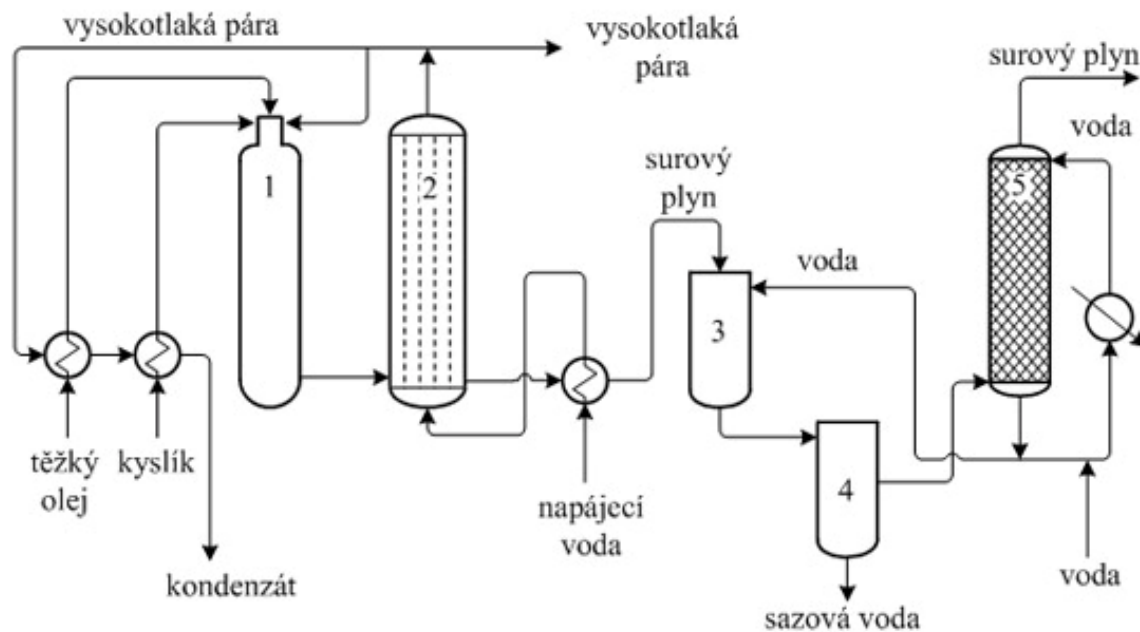 vysokotlaká pára
vysokotlaká
pára
surový plyn
voda
1
2
surový
plyn
5
voda
3
těžký
olej
kyslík
napájecí
voda
4
kondenzát
sazová voda
voda